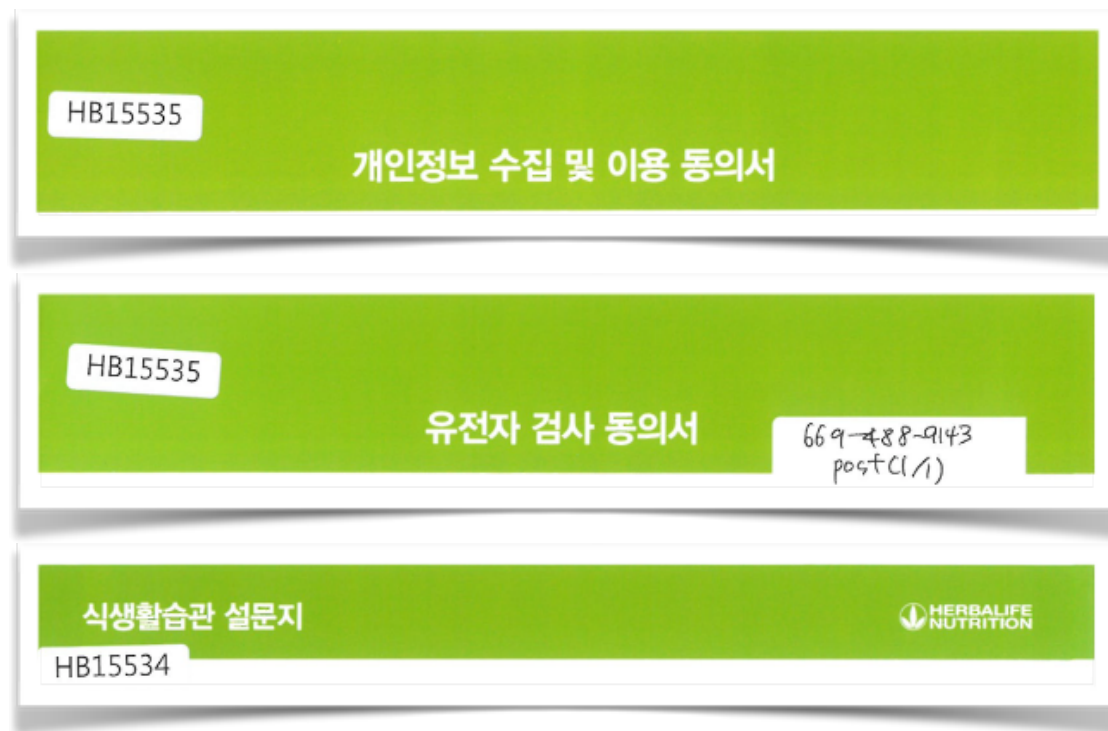 HB15535
개인정보 수집 및 이용 동의서
HB15535
유전자 검사 동의서
669-488-9143
post(1/1)
식생활습관 설문지
HERBALIFE
NUTRITION
HB15534